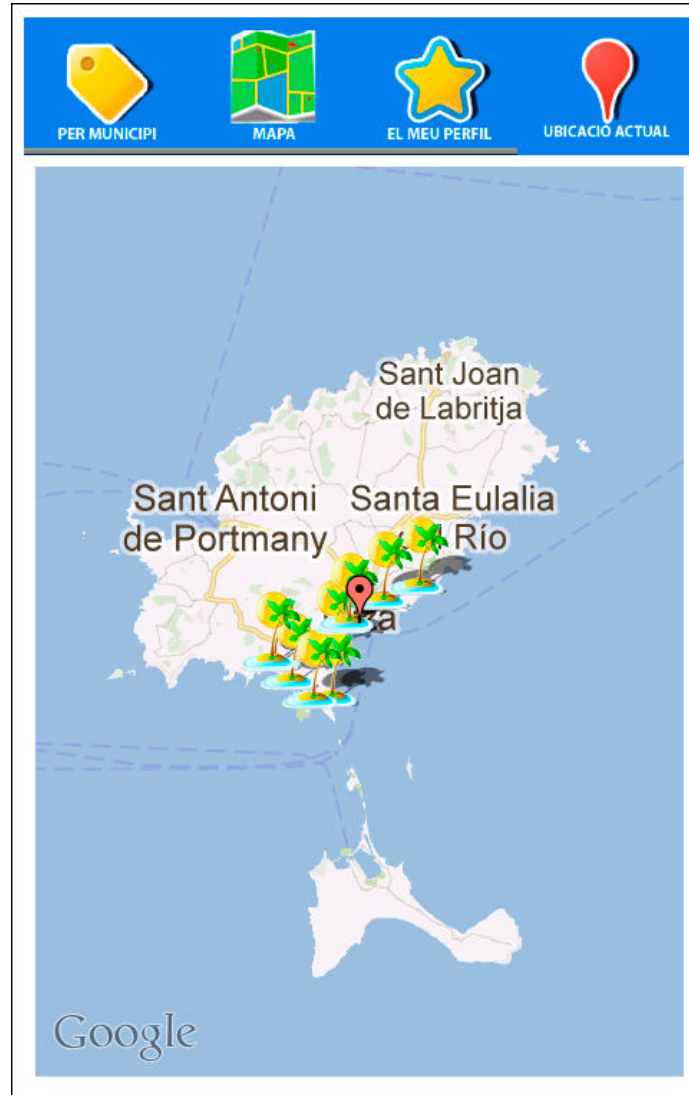 PER MUNICIPI
MAPA
EL MEU PERFIL
UBICACIÓ ACTUAL
Sant Joan
de Labritja
Sant Antoni
de Portmany
Santa Eulalia
Río
Google